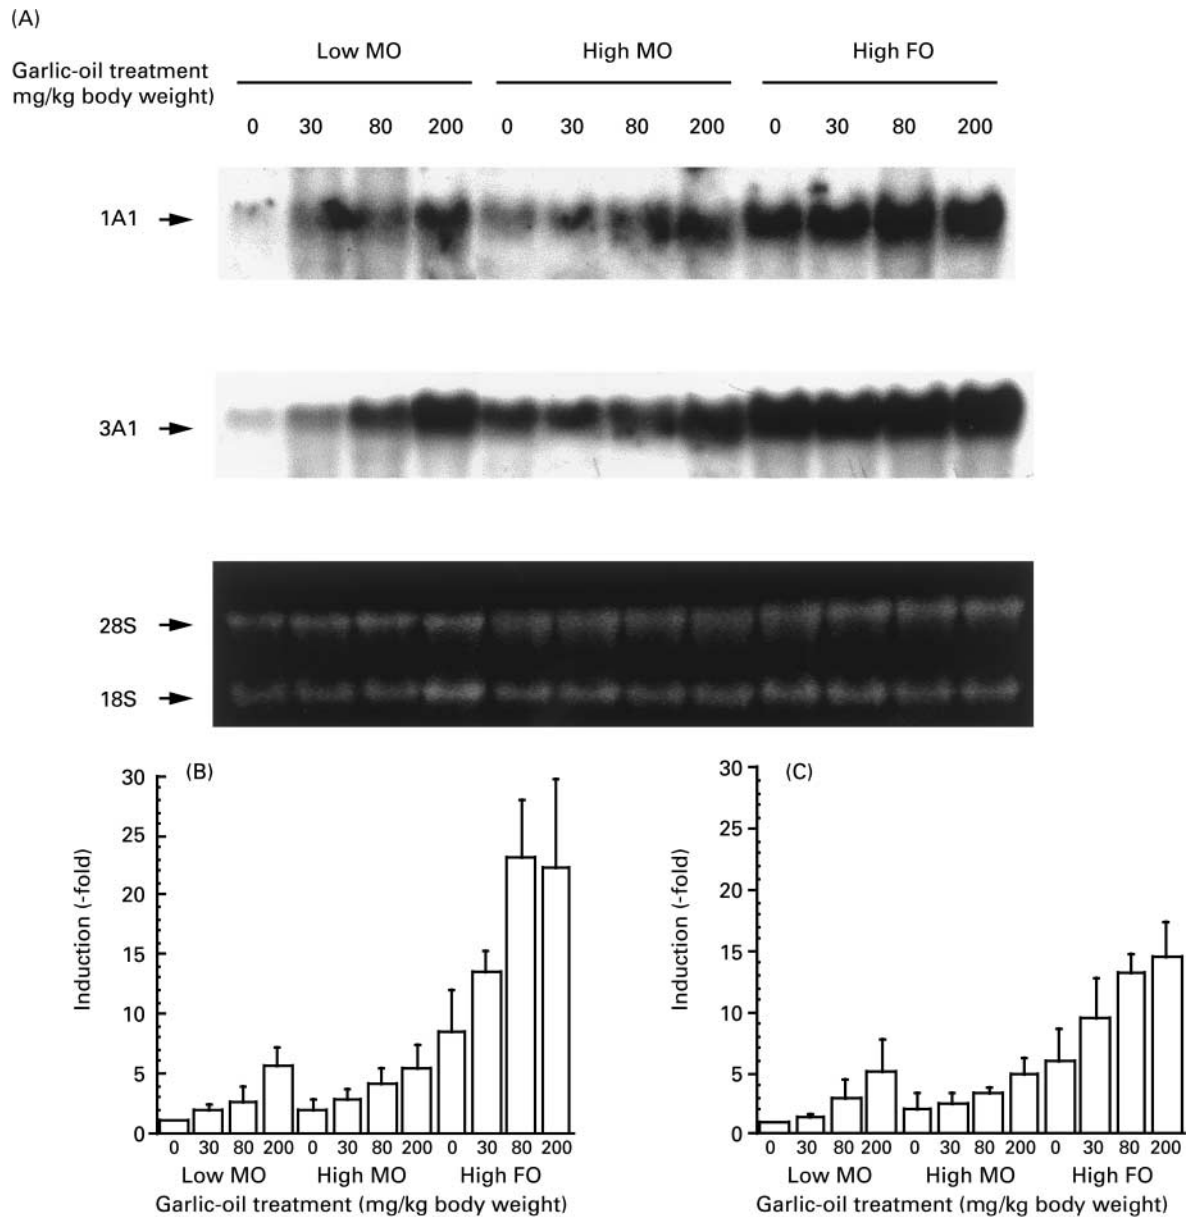 (A)
Low MO High MO High FO
Garlic-oil treatment
mg/kg body weight)
0 30 80 200 0 30 80 200 0 30 80 200
1A1
3A1
28S
18S
(B)
30
25
20
15
10
5
0
Induction (-fold)
0 30 80 200 0 30 80 200 0 30 80 200
Low MO High MO High FO
Garlic-oil treatment (mg/kg body weight)
(C)
30
25
20
15
10
5
0
Induction (-fold)
0 30 80 200 0 30 80 200 0 30 80 200
Low MO High MO High FO
Garlic-oil treatment (mg/kg body weight)